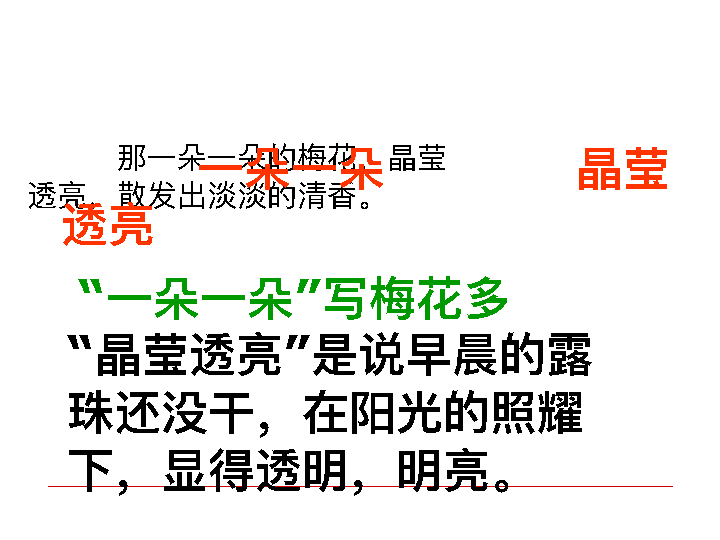 那一朵一朵的梅花，晶莹
一朵一朵
晶莹
透亮，散发出淡淡的清香。
透亮
“一朵一朵”写梅花多
“晶莹透亮”是说早晨的露
珠还没干，在阳光的照耀
下，显得透明，明亮。